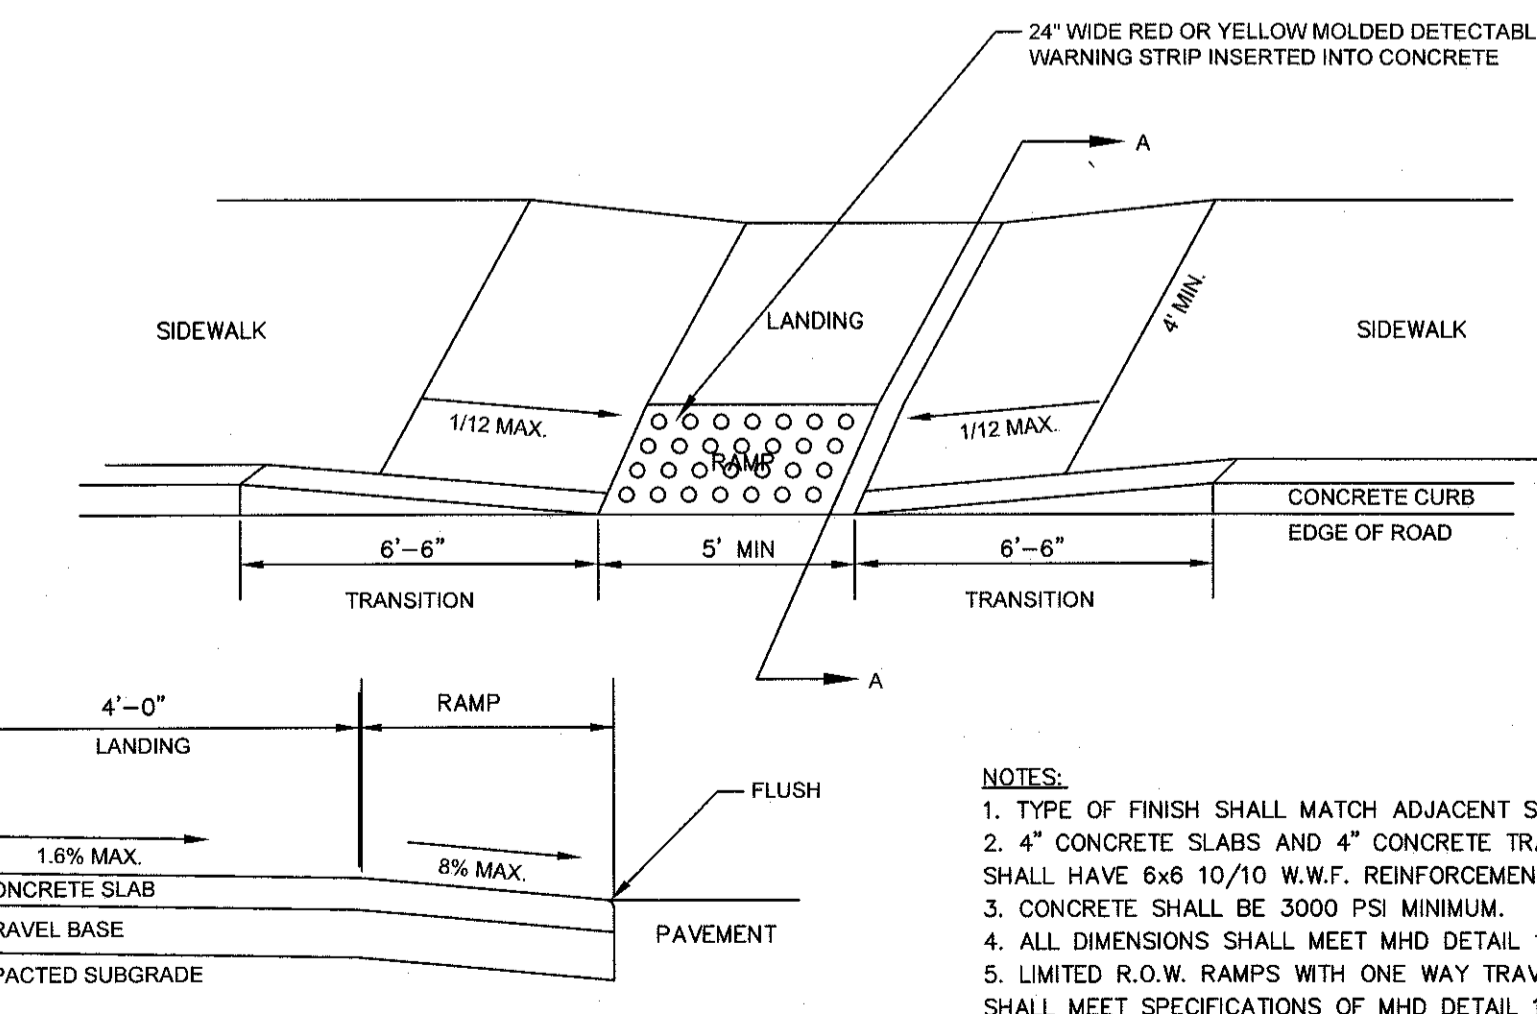 24" WIDE RED OR YELLOW MOLDED DETECTABL
WARNING STRIP INSERTED INTO CONCRETE
A
SIDEWALK
LANDING
4' MIN.
SIDEWALK
1/12 MAX.
1/12 MAX.
RAMP
CONCRETE CURB
EDGE OF ROAD
6'-6"
5' MIN
6'-6"
TRANSITION
TRANSITION
A
4'-0"
RAMP
LANDING
FLUSH
1.6% MAX.
8% MAX.
ONCRETE SLAB
RAVEL BASE
PAVEMENT
PACTED SUBGRADE
NOTES:
1. TYPE OF FINISH SHALL MATCH ADJACENT S
2. 4" CONCRETE SLABS AND 4" CONCRETE TRA
SHALL HAVE 6x6 10/10 W.W.F. REINFORCEMEN
3. CONCRETE SHALL BE 3000 PSI MINIMUM.
4. ALL DIMENSIONS SHALL MEET MHD DETAIL 1
5. LIMITED R.O.W. RAMPS WITH ONE WAY TRAV
SHALL MEET SPECIFICATIONS OF MHD DETAIL 1